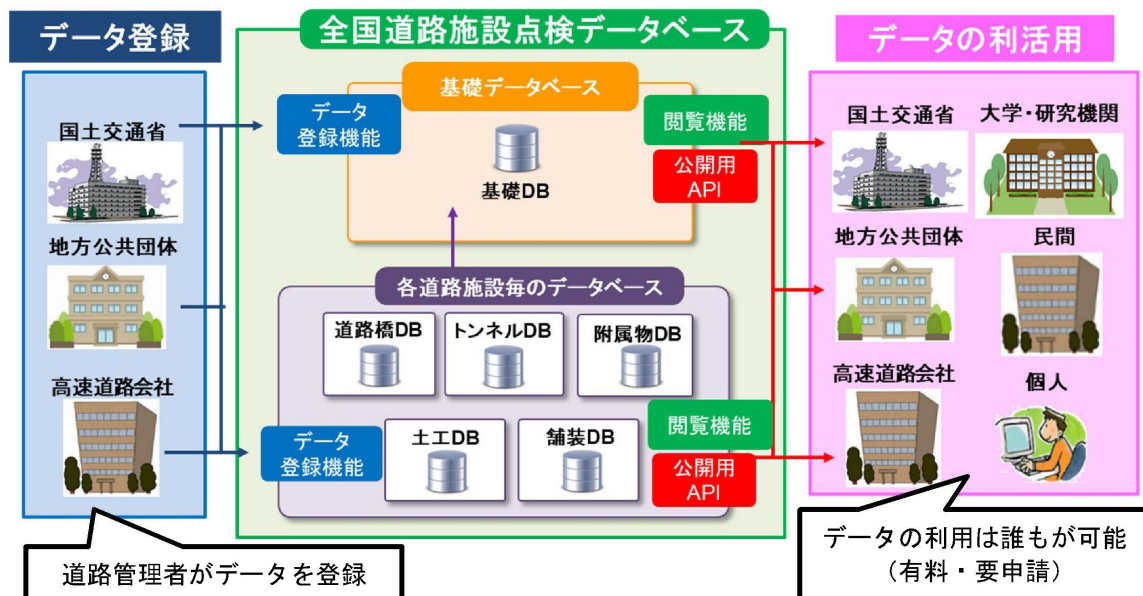 データ登録
国土交通省
地方公共団体
高速道路会社
道路管理者がデータを登録
全国道路施設点検データベース
基礎データベース
データ
登録機能
基礎DB
閲覧機能
公開用
API
各道路施設毎のデータベース
道路橋DB
トンネルDB
附属物DB
データ
登録機能
土工DB
舗装DB
閲覧機能
公開用
API
データの利活用
国土交通省
大学・研究機関
地方公共団体
民間
高速道路会社
個人
データの利用は誰もが可能
（有料・要申請）